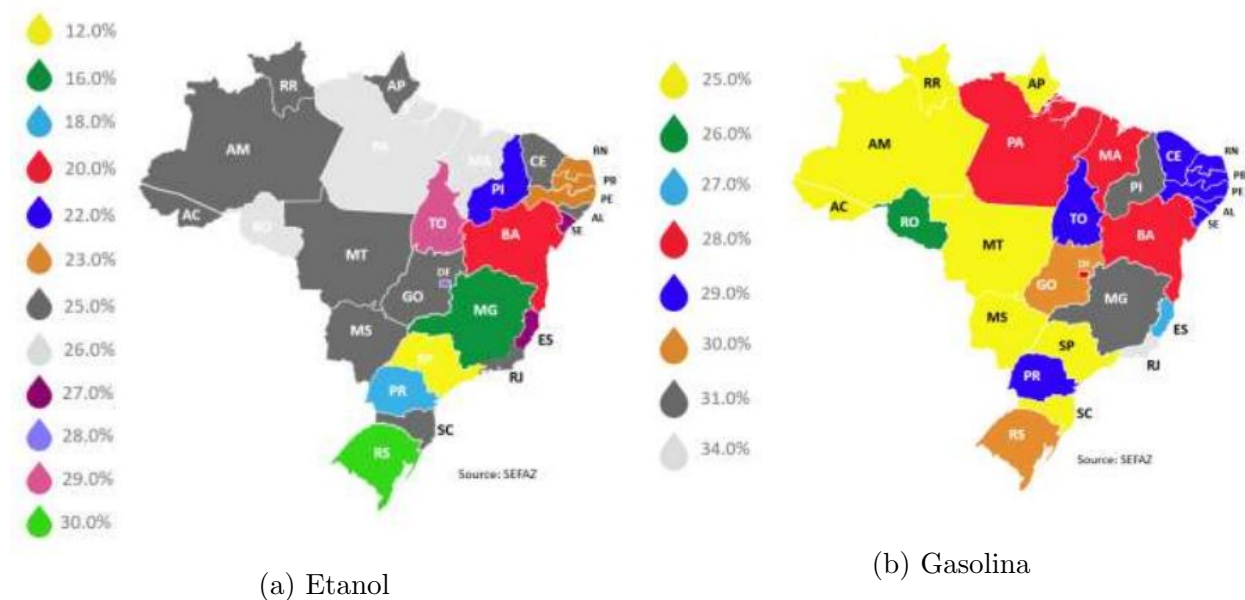 12.0%
16.0%
18.0%
20.0%
22.0%
23.0%
25.0%
26.0%
27.0%
28.0%
29.0%
30.0%
RR
AP
AM
PA
MA
CE
RN
PB
PE
AL
SE
PI
AC
RO
TO
BA
MT
DF
GO
MG
MS
ES
SP
RJ
PR
SC
RS
Source: SEFAZ
(a) Etanol
25.0%
26.0%
27.0%
28.0%
29.0%
30.0%
31.0%
34.0%
RR
AP
AM
PA
MA
CE
RN
PB
PE
AL
SE
PI
AC
RO
TO
BA
MT
DF
GO
MG
MS
ES
SP
RJ
PR
SC
RS
Source: SEFAZ
(b) Gasolina